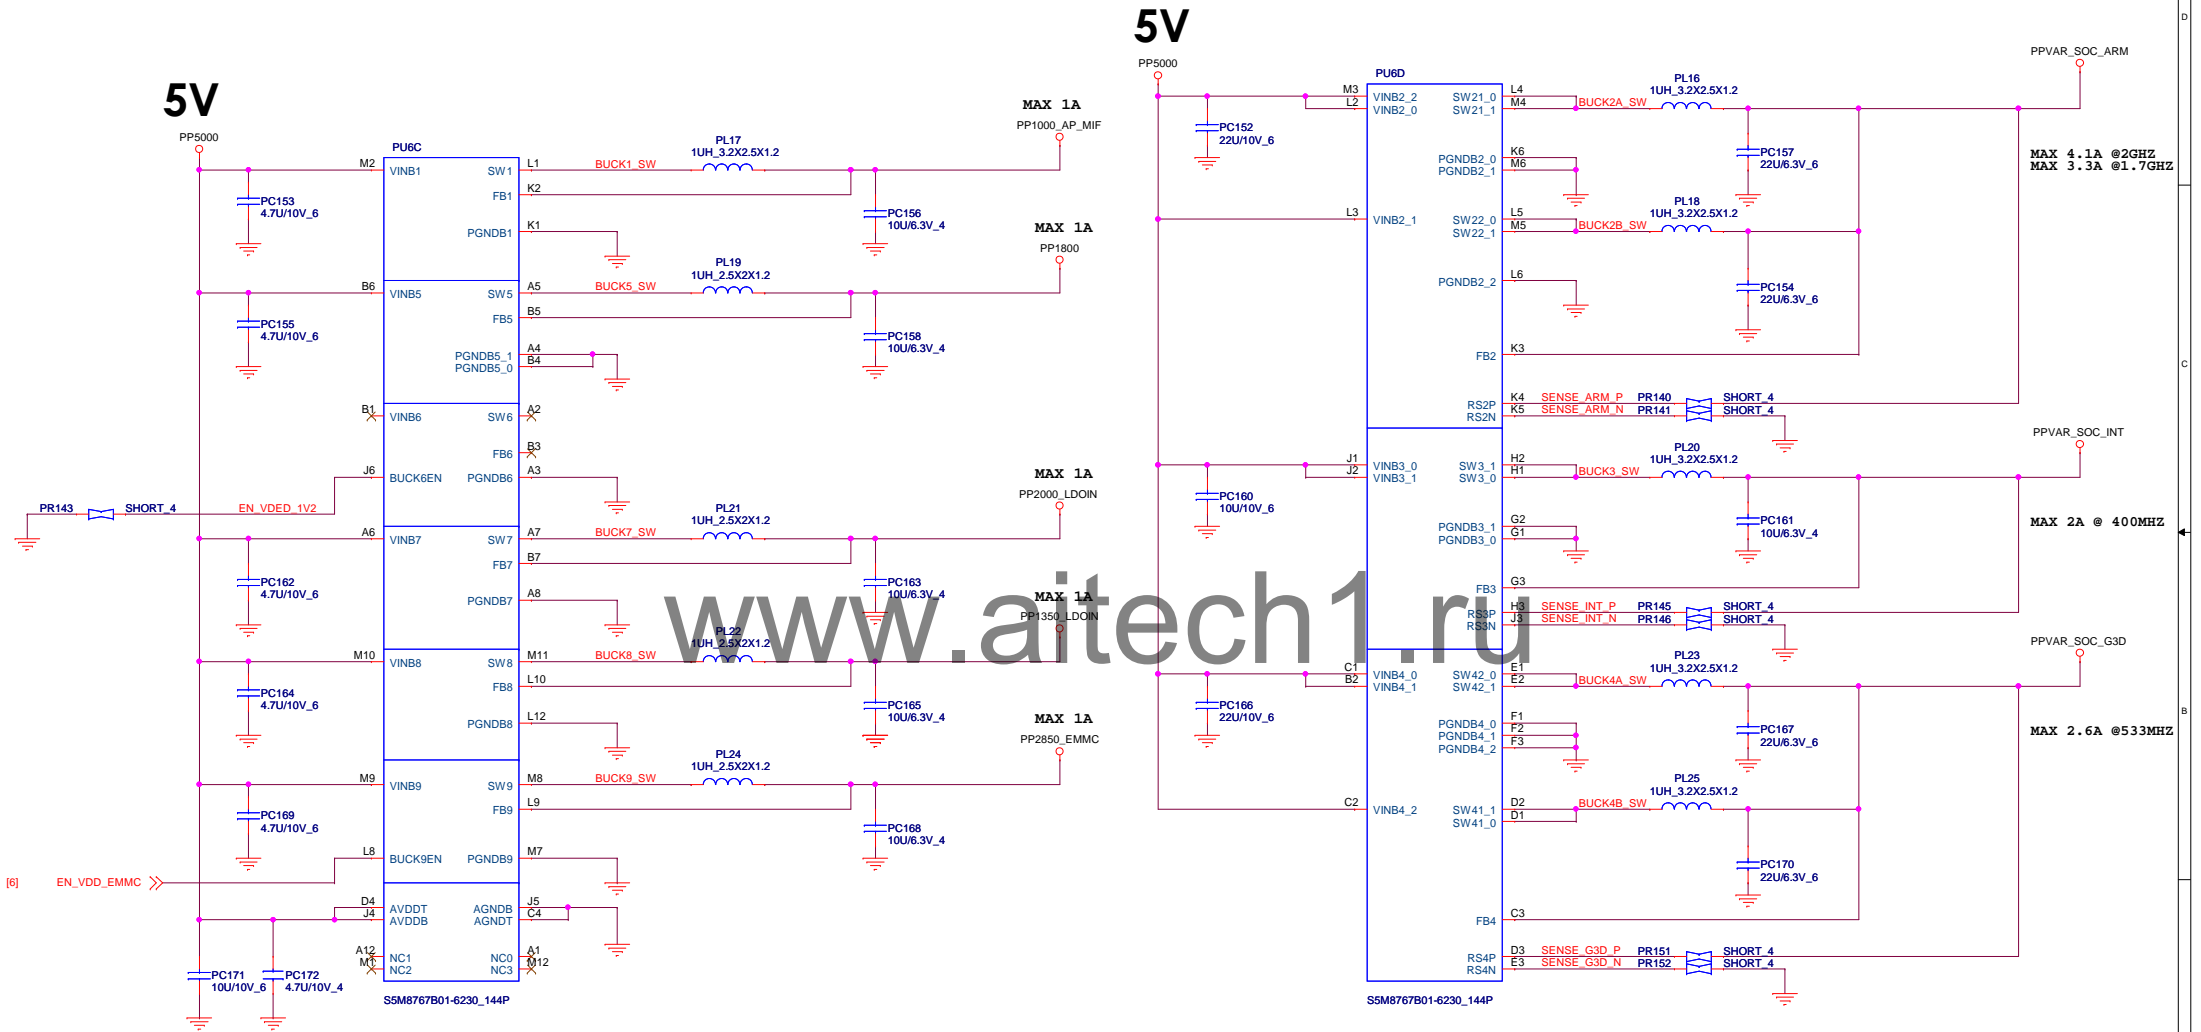 5V
PP5000
PU6C
M2
VINB1
SW1
L1
BUCK1_SW
PL17
1UH_3.2X2.5X1.2
MAX 1A
PP1000_AP_MIF
FB1
K2
PC153
4.7U/10V_6
PGNDB1
K1
PC156
10U/6.3V_4
B6
VINB5
SW5
A5
BUCK5_SW
PL19
1UH_2.5X2X1.2
MAX 1A
PP1800
FB5
B5
PC155
4.7U/10V_6
PGNDB5_1
A4
PGNDB5_0
B4
PC158
10U/6.3V_4
B1
VINB6
SW6
A2
FB6
B3
J6
BUCK6EN
PGNDB6
A3
PR143
SHORT_4
EN_VDED_1V2
A6
VINB7
SW7
A7
BUCK7_SW
PL21
1UH_2.5X2X1.2
MAX 1A
PP2000_LDOIN
FB7
B7
PC162
4.7U/10V_6
PGNDB7
A8
PC163
10U/6.3V_4
M10
VINB8
SW8
M11
BUCK8_SW
PL22
1UH_2.5X2X1.2
MAX 1A
PP1350_LDOIN
FB8
L10
PC164
4.7U/10V_6
PGNDB8
L12
PC165
10U/6.3V_4
M9
VINB9
SW9
M8
BUCK9_SW
PL24
1UH_2.5X2X1.2
MAX 1A
PP2850_EMMC
FB9
L9
PC169
4.7U/10V_6
PC168
10U/6.3V_4
L8
BUCK9EN
PGNDB9
M7
[6]
EN_VDD_EMMC
D4
AVDDT
AGNDB
J5
J4
AVDDB
AGNDT
C4
A12
NC1
NC0
A1
M1
NC2
NC3
M12
PC171
10U/10V_6
PC172
4.7U/10V_4
S5M8767B01-6230_144P
5V
PP5000
PU6D
M3
VINB2_2
SW21_0
L4
L2
VINB2_0
SW21_1
M4
BUCK2A_SW
PL16
1UH_3.2X2.5X1.2
PPVAR_SOC_ARM
PC152
22U/10V_6
PGNDB2_0
K6
PGNDB2_1
M6
PC157
22U/6.3V_6
MAX 4.1A @2GHZ
MAX 3.3A @1.7GHZ
L3
VINB2_1
SW22_0
L5
SW22_1
M5
BUCK2B_SW
PL18
1UH_3.2X2.5X1.2
PGNDB2_2
L6
PC154
22U/6.3V_6
FB2
K3
RS2P
K4
SENSE_ARM_P
PR140
SHORT_4
RS2N
K5
SENSE_ARM_N
PR141
SHORT_4
J1
VINB3_0
SW3_1
H2
J2
VINB3_1
SW3_0
H1
BUCK3_SW
PL20
1UH_3.2X2.5X1.2
PPVAR_SOC_INT
PC160
10U/10V_6
PGNDB3_1
G2
PGNDB3_0
G1
PC161
10U/6.3V_4
MAX 2A @ 400MHZ
FB3
G3
RS3P
H3
SENSE_INT_P
PR145
SHORT_4
RS3N
J3
SENSE_INT_N
PR146
SHORT_4
C1
VINB4_0
SW42_0
E1
B2
VINB4_1
SW42_1
E2
BUCK4A_SW
PL23
1UH_3.2X2.5X1.2
PPVAR_SOC_G3D
PC166
22U/10V_6
PGNDB4_0
F1
PGNDB4_1
F2
PGNDB4_2
F3
PC167
22U/6.3V_6
MAX 2.6A @533MHZ
C2
VINB4_2
SW41_1
D2
SW41_0
D1
BUCK4B_SW
PL25
1UH_3.2X2.5X1.2
PC170
22U/6.3V_6
FB4
C3
RS4P
D3
SENSE_G3D_P
PR151
SHORT_4
RS4N
E3
SENSE_G3D_N
PR152
SHORT_4
S5M8767B01-6230_144P
D
C
B
www.aitech1.ru